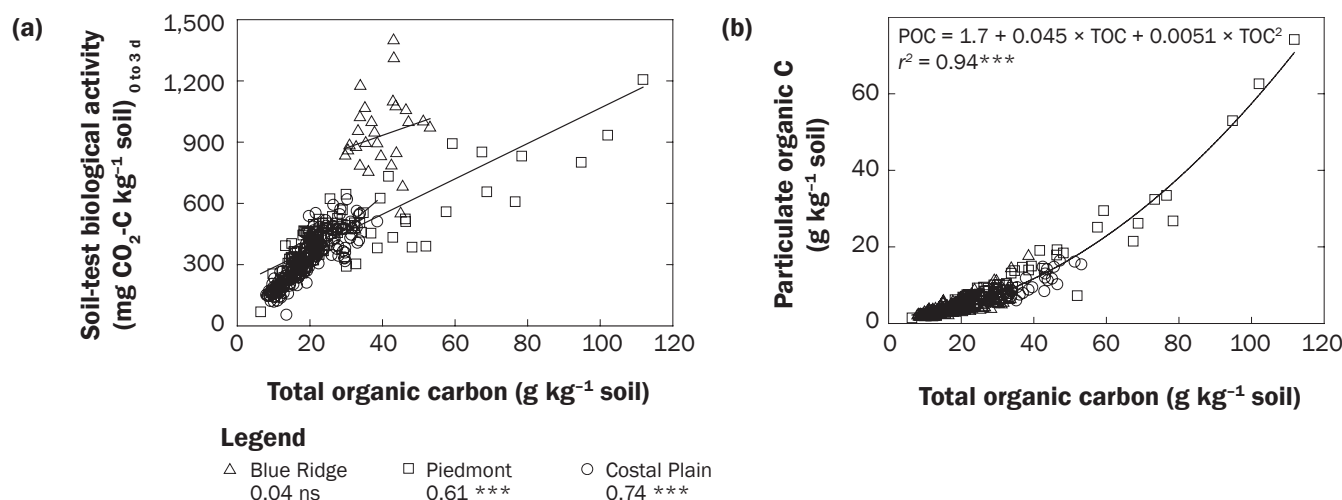 (a)
Soil-test biological activity
(mg CO₂-C kg⁻¹ soil) 0 to 3 d
1,500
1,200
900
600
300
0
0 20 40 60 80 100 120
Total organic carbon (g kg⁻¹ soil)
(b)
POC = 1.7 + 0.045 × TOC + 0.0051 × TOC²
r² = 0.94***
Particulate organic C
(g kg⁻¹ soil)
60
40
20
0
0 20 40 60 80 100 120
Total organic carbon (g kg⁻¹ soil)
Legend
Blue Ridge
0.04 ns
Piedmont
0.61 ***
Costal Plain
0.74 ***